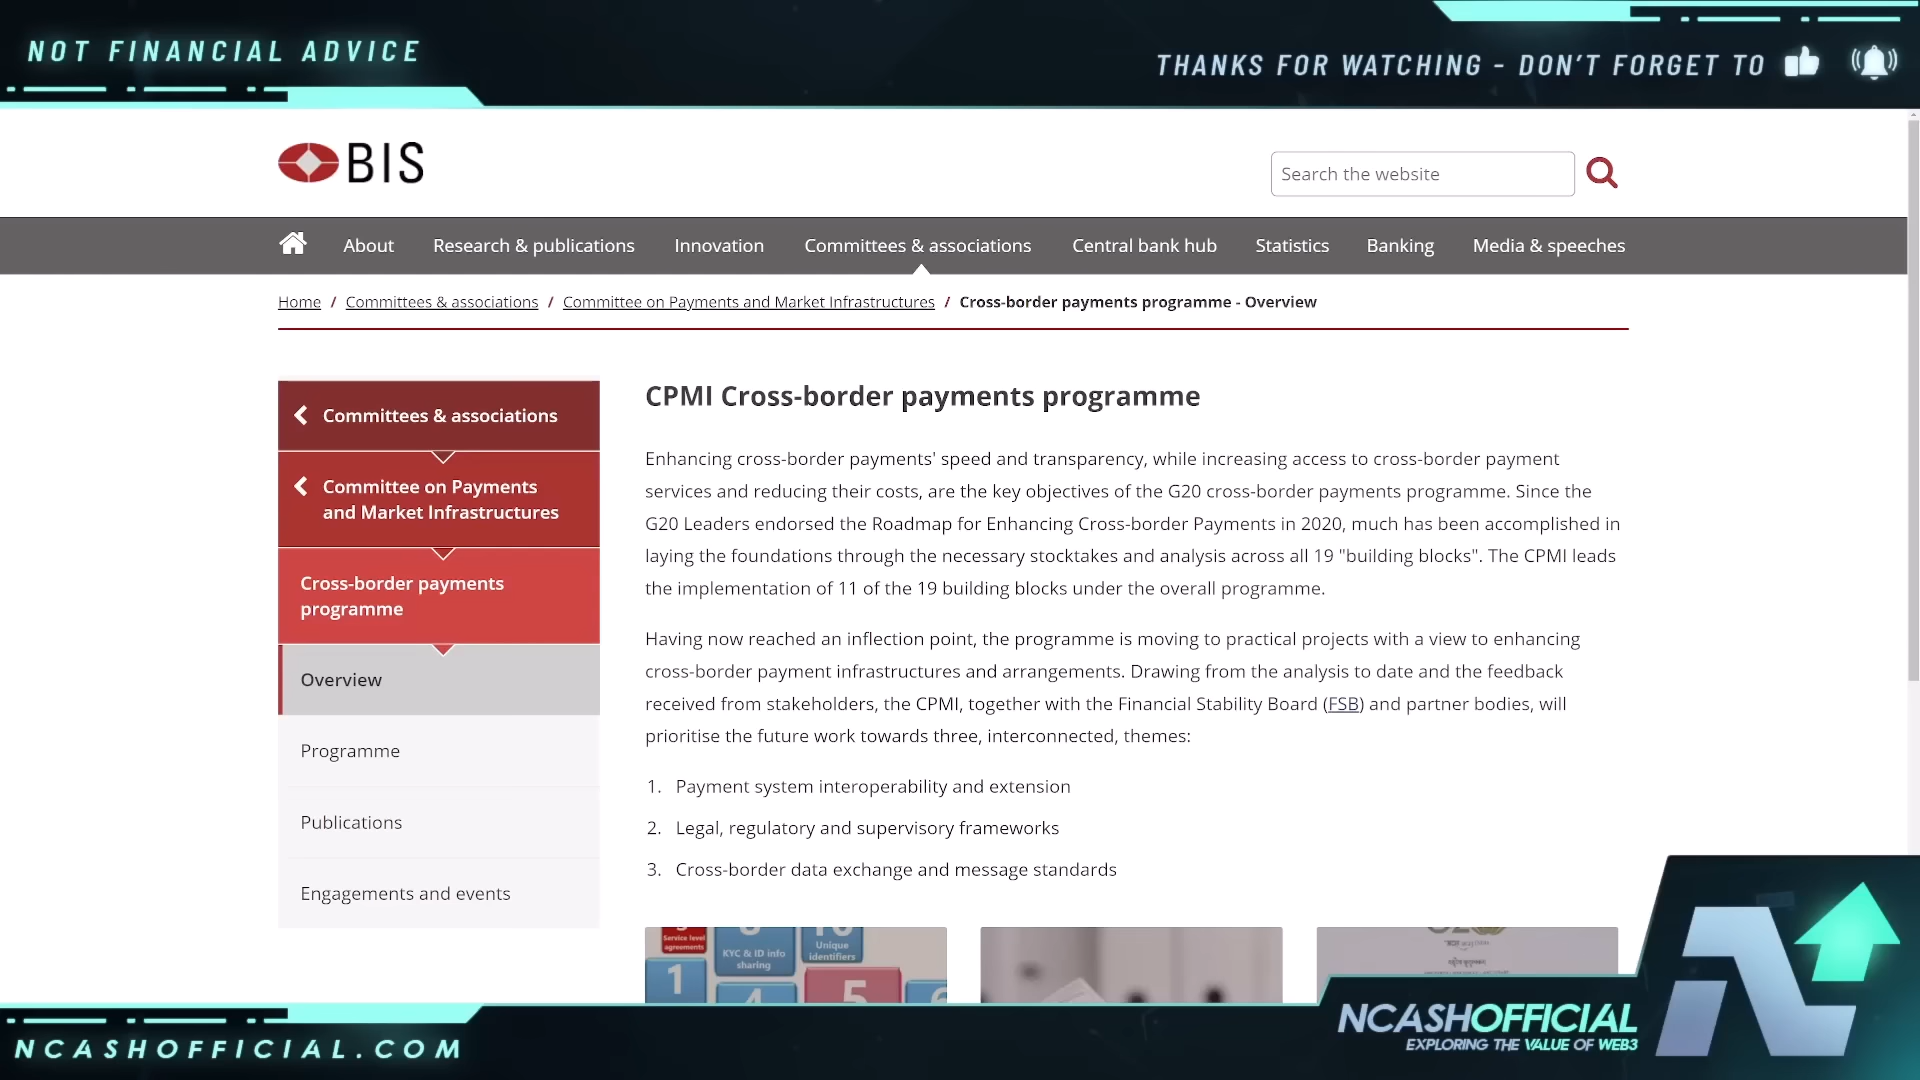 NOT FINANCIAL ADVICE
THANKS FOR WATCHING - DON'T FORGET TO
BIS
Search the website
About
Research & publications
Innovation
Committees & associations
Central bank hub
Statistics
Banking
Media & speeches
Home / Committees & associations / Committee on Payments and Market Infrastructures / Cross-border payments programme - Overview
Committees & associations
Committee on Payments
and Market Infrastructures
Cross-border payments
programme
Overview
Programme
Publications
Engagements and events
CPMI Cross-border payments programme
Enhancing cross-border payments' speed and transparency, while increasing access to cross-border payment
services and reducing their costs, are the key objectives of the G20 cross-border payments programme. Since the
G20 Leaders endorsed the Roadmap for Enhancing Cross-border Payments in 2020, much has been accomplished in
laying the foundations through the necessary stocktakes and analysis across all 19 "building blocks". The CPMI leads
the implementation of 11 of the 19 building blocks under the overall programme.
Having now reached an inflection point, the programme is moving to practical projects with a view to enhancing
cross-border payment infrastructures and arrangements. Drawing from the analysis to date and the feedback
received from stakeholders, the CPMI, together with the Financial Stability Board (FSB) and partner bodies, will
prioritise the future work towards three, interconnected, themes:
1. Payment system interoperability and extension
2. Legal, regulatory and supervisory frameworks
3. Cross-border data exchange and message standards
Service level
agreements
KYC & ID info
sharing
Unique
identifiers
1
5
NCASHOFFICIAL
EXPLORING THE VALUE OF WEB3
NCASHOFFICIAL.COM